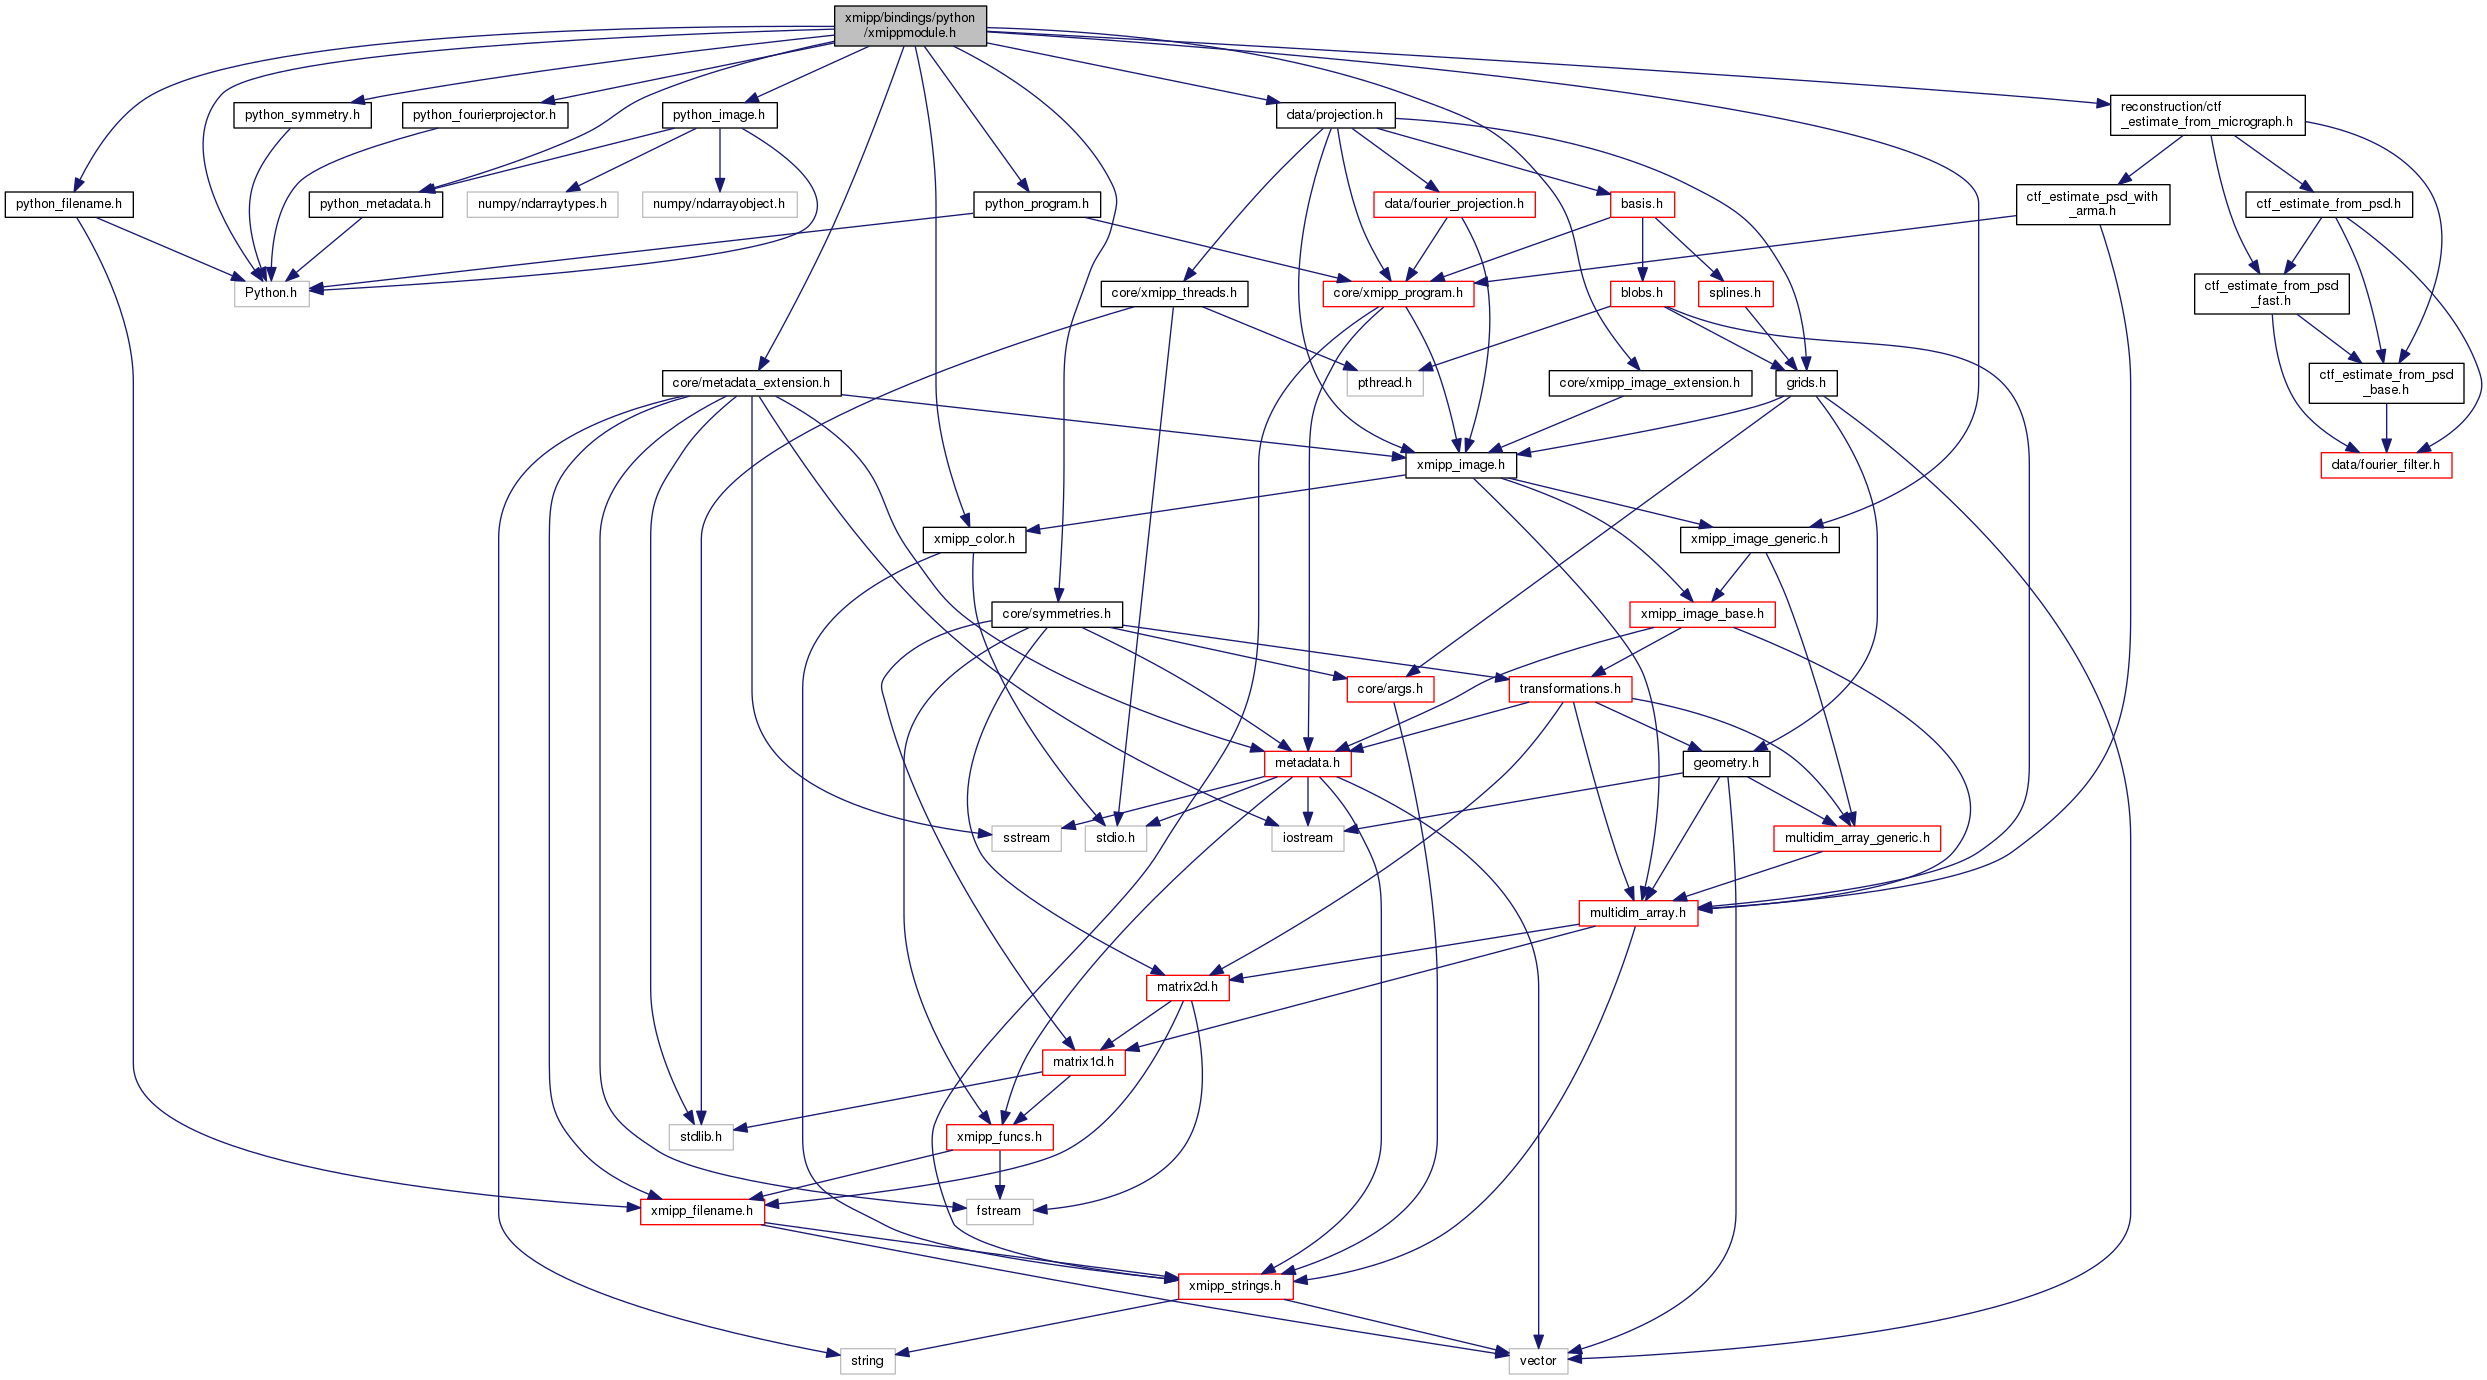 xmipp/bindings/python
/xmippmodule.h
python_symmetry.h
python_fourierprojector.h
python_image.h
data/projection.h
reconstruction/ctf
_estimate_from_micrograph.h
python_filename.h
python_metadata.h
numpy/ndarraytypes.h
numpy/ndarrayobject.h
python_program.h
data/fourier_projection.h
basis.h
ctf_estimate_psd_with
_arma.h
ctf_estimate_from_psd.h
Python.h
core/xmipp_threads.h
core/xmipp_program.h
blobs.h
splines.h
ctf_estimate_from_psd
_fast.h
core/metadata_extension.h
pthread.h
core/xmipp_image_extension.h
grids.h
ctf_estimate_from_psd
_base.h
xmipp_image.h
data/fourier_filter.h
xmipp_color.h
xmipp_image_generic.h
core/symmetries.h
xmipp_image_base.h
core/args.h
transformations.h
metadata.h
geometry.h
sstream
stdio.h
iostream
multidim_array_generic.h
multidim_array.h
matrix2d.h
matrix1d.h
stdlib.h
xmipp_funcs.h
xmipp_filename.h
fstream
xmipp_strings.h
string
vector